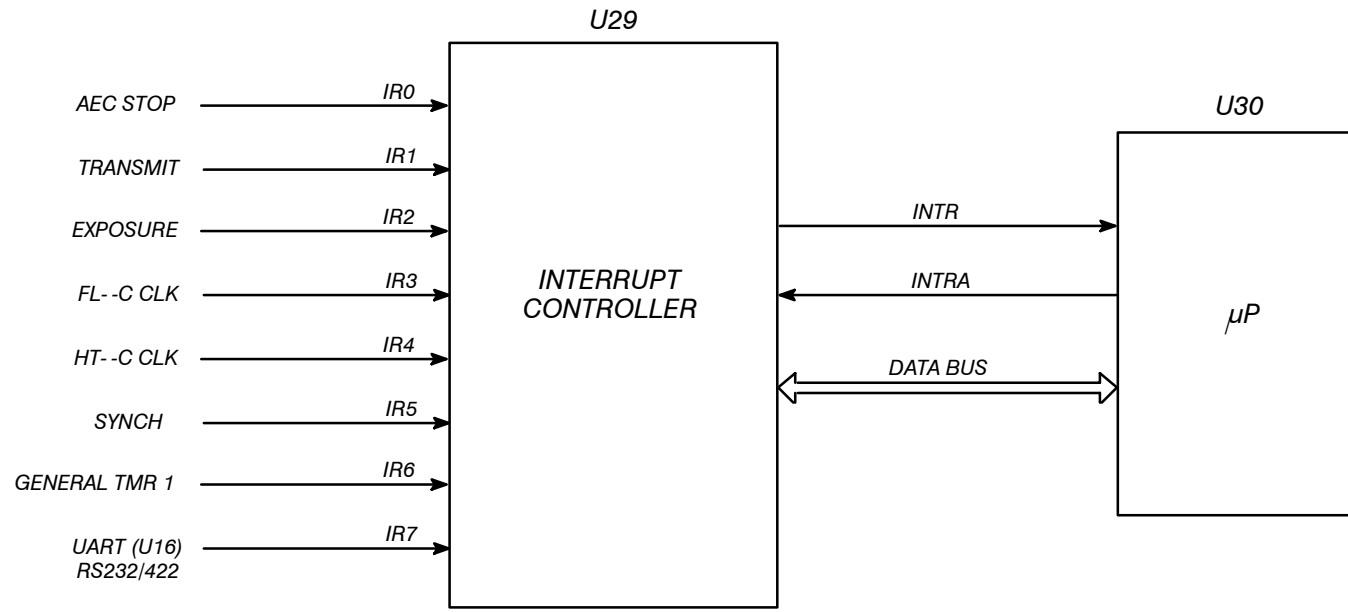 U29
AEC STOP
IR0
TRANSMIT
IR1
EXPOSURE
IR2
FL- -C CLK
IR3
HT- -C CLK
IR4
SYNCH
IR5
GENERAL TMR 1
IR6
UART (U16)
RS232/422
IR7
INTERRUPT
CONTROLLER
INTR
INTRA
DATA BUS
U30
µP